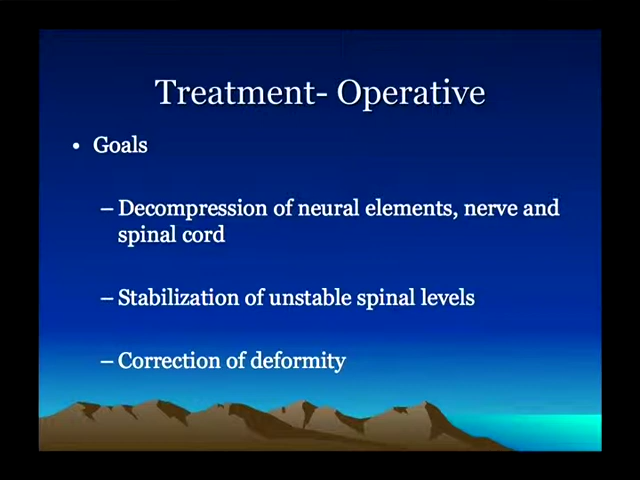 Treatment- Operative
• Goals
– Decompression of neural elements, nerve and
spinal cord
– Stabilization of unstable spinal levels
– Correction of deformity